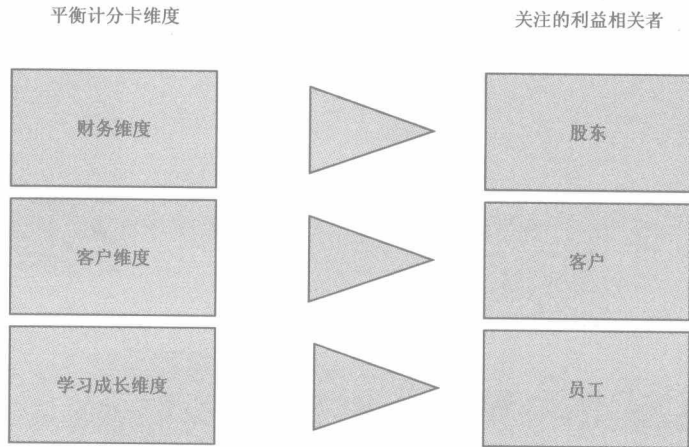 平衡计分卡维度
关注的利益相关者
财务维度
股东
客户维度
客户
学习成长维度
员工